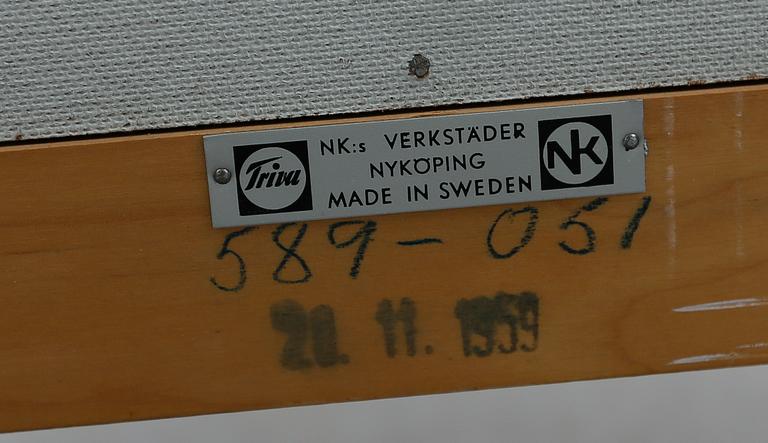 Triva
NK:s VERKSTÄDER
NYKÖPING
MADE IN SWEDEN
NK
589-051
20. 11. 1959